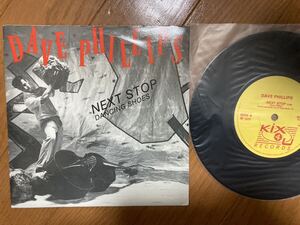 DAVE PHILLIPS
NEXT STOP
DANCING SHOES
DAVE PHILLIPS
NEXT STOP
KIX
4
U
RECORDS